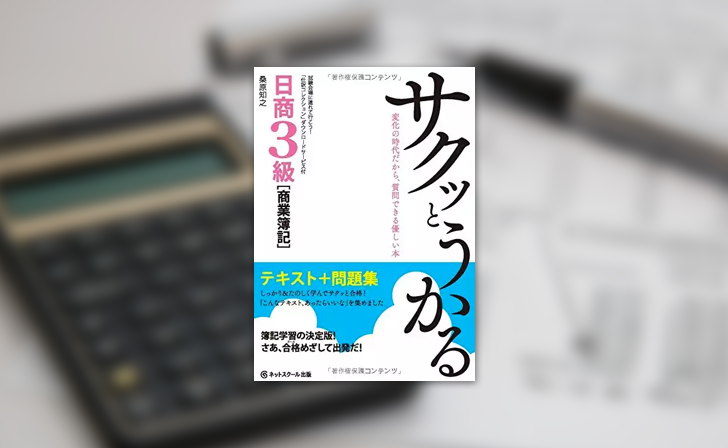 「著作権保護コンテンツ」
サクッとうかる
変化の時代だから、質問できる優しい本
試験会場に連れて行こう!
「仕訳コレクション」ダウンロードサービス付
日商3級[商業簿記]
桑原知之
テキスト+問題集
しっかり&たのしく学んでサクッと合格!
「こんなテキスト、あったらいいな」を集めました
簿記学習の決定版!
さあ、合格めざして出発だ!
ネットスクール出版
「著作権保護コンテンツ」